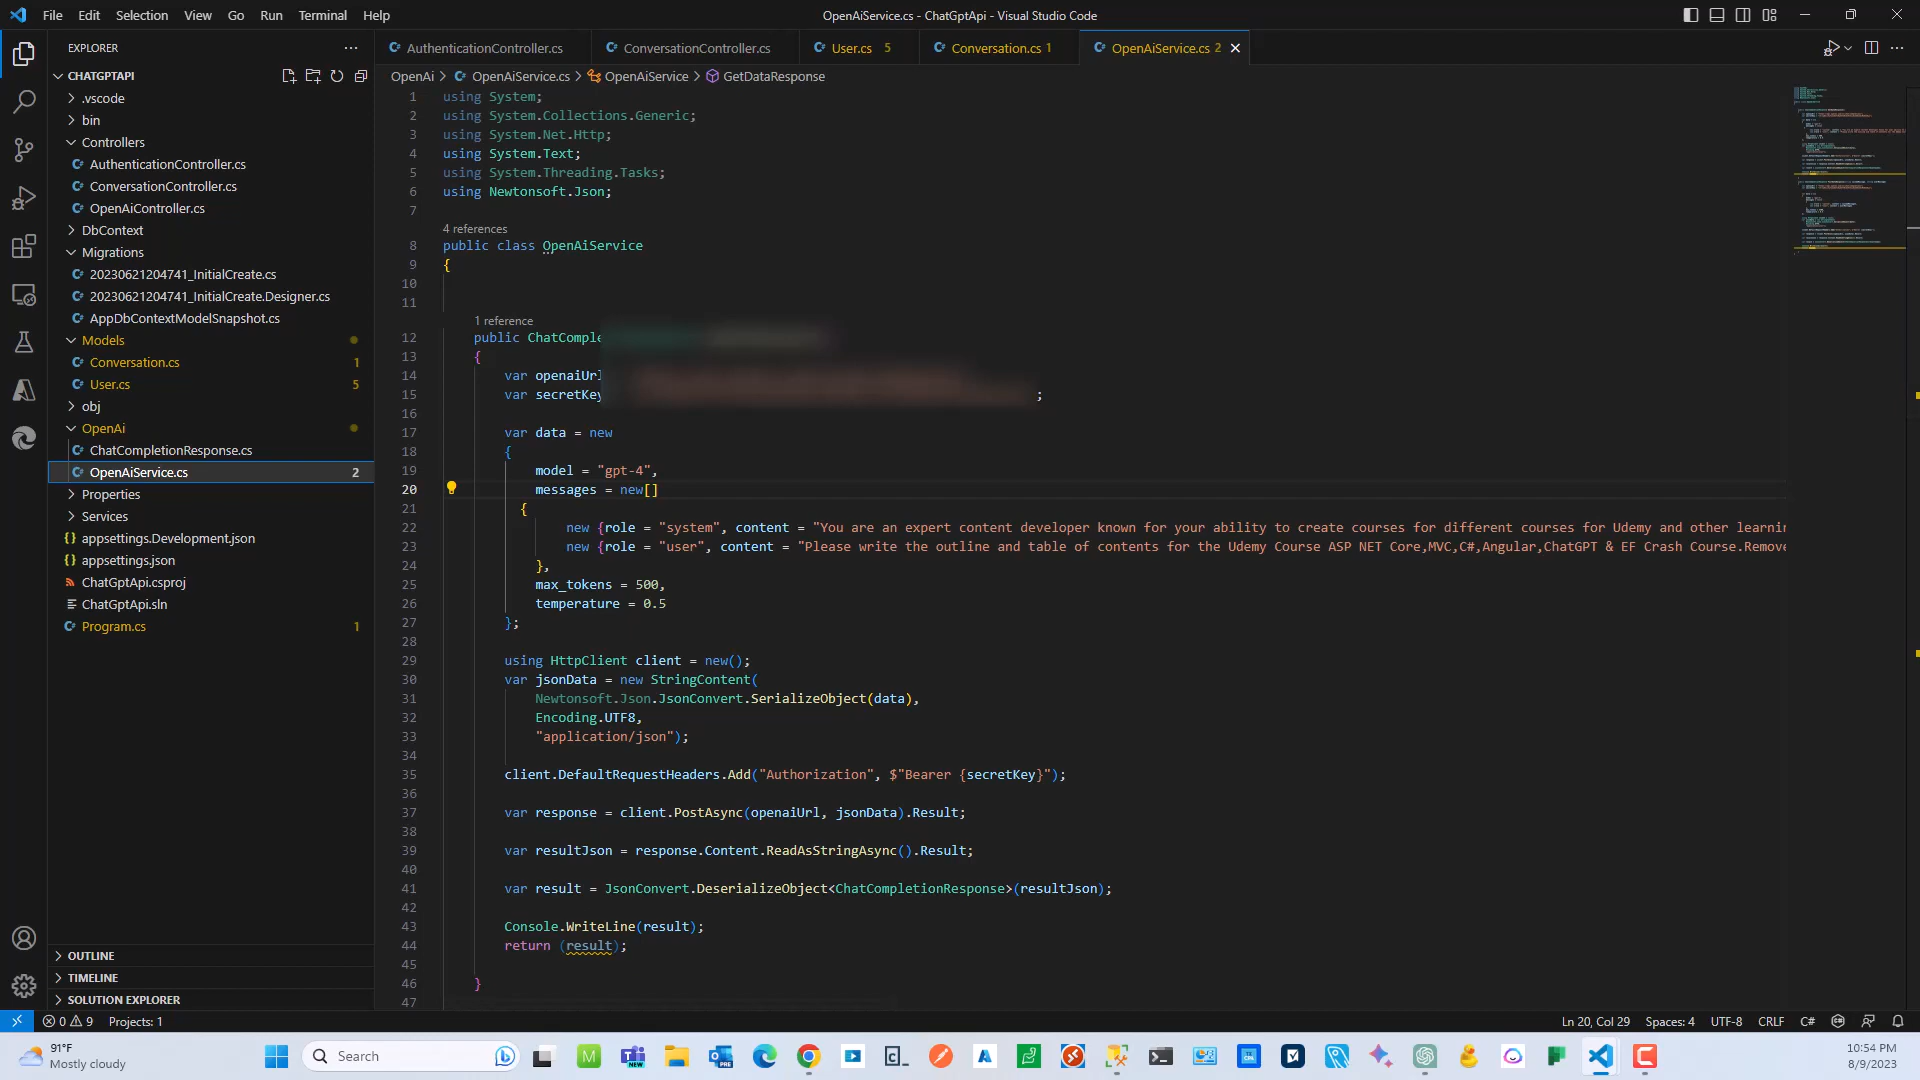 File Edit Selection View Go Run Terminal Help
OpenAiService.cs - ChatGptApi - Visual Studio Code
EXPLORER
CHATGPTAPI
.vscode
bin
Controllers
C# AuthenticationController.cs
C# ConversationController.cs
C# OpenAiController.cs
DbContext
Migrations
C# 20230621204741_InitialCreate.cs
C# 20230621204741_InitialCreate.Designer.cs
C# AppDbContextModelSnapshot.cs
Models
C# Conversation.cs 1
C# User.cs 5
obj
OpenAi
C# ChatCompletionResponse.cs
C# OpenAiService.cs 2
Properties
Services
{} appsettings.Development.json
{} appsettings.json
ChatGptApi.csproj
ChatGptApi.sln
C# Program.cs 1
OUTLINE
TIMELINE
SOLUTION EXPLORER
C# AuthenticationController.cs C# ConversationController.cs C# User.cs 5 C# Conversation.cs 1 C# OpenAiService.cs 2
OpenAi > C# OpenAiService.cs > OpenAiService > GetDataResponse
1 using System;
2 using System.Collections.Generic;
3 using System.Net.Http;
4 using System.Text;
5 using System.Threading.Tasks;
6 using Newtonsoft.Json;
7
4 references
8 public class OpenAiService
9 {
10
11
1 reference
12 public ChatComple
13 {
14 var openaiUrl
15 var secretKey ;
16
17 var data = new
18 {
19 model = "gpt-4",
20 messages = new[]
21 {
22 new {role = "system", content = "You are an expert content developer known for your ability to create courses for different courses for Udemy and other learnin
23 new {role = "user", content = "Please write the outline and table of contents for the Udemy Course ASP NET Core,MVC,C#,Angular,ChatGPT & EF Crash Course.Remove
24 },
25 max_tokens = 500,
26 temperature = 0.5
27 };
28
29 using HttpClient client = new();
30 var jsonData = new StringContent(
31 Newtonsoft.Json.JsonConvert.SerializeObject(data),
32 Encoding.UTF8,
33 "application/json");
34
35 client.DefaultRequestHeaders.Add("Authorization", $"Bearer {secretKey}");
36
37 var response = client.PostAsync(openaiUrl, jsonData).Result;
38
39 var resultJson = response.Content.ReadAsStringAsync().Result;
40
41 var result = JsonConvert.DeserializeObject<ChatCompletionResponse>(resultJson);
42
43 Console.WriteLine(result);
44 return (result);
45
46 }
47
0 9 Projects: 1
Ln 20, Col 29 Spaces: 4 UTF-8 CRLF C#
91°F
Mostly cloudy
Search
10:54 PM
8/9/2023